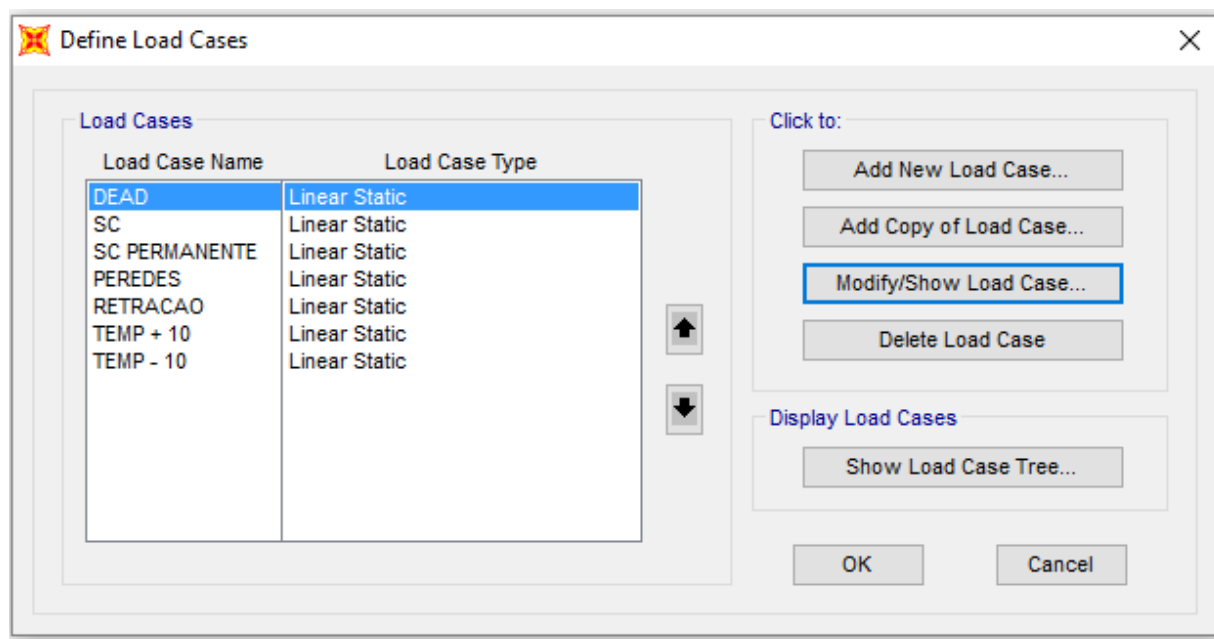 Define Load Cases
Load Cases
Load Case Name Load Case Type
DEAD Linear Static
SC Linear Static
SC PERMANENTE Linear Static
PEREDES Linear Static
RETRACAO Linear Static
TEMP + 10 Linear Static
TEMP - 10 Linear Static
Click to:
Add New Load Case...
Add Copy of Load Case...
Modify/Show Load Case...
Delete Load Case
Display Load Cases
Show Load Case Tree...
OK Cancel